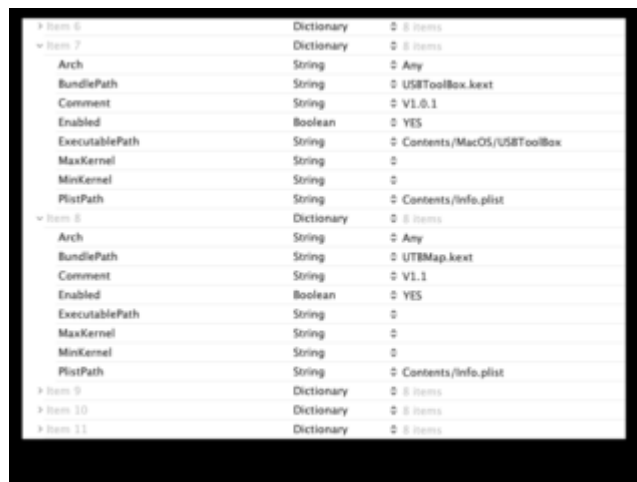 Item 6 Dictionary 8 items
Item 7 Dictionary 8 items
Arch String Any
BundlePath String USBToolBox.kext
Comment String V1.0.1
Enabled Boolean YES
ExecutablePath String Contents/MacOS/USBToolBox
MaxKernel String
MinKernel String
PlistPath String Contents/Info.plist
Item 8 Dictionary 8 items
Arch String Any
BundlePath String UTBMap.kext
Comment String V1.1
Enabled Boolean YES
ExecutablePath String
MaxKernel String
MinKernel String
PlistPath String Contents/Info.plist
Item 9 Dictionary 8 items
Item 10 Dictionary 8 items
Item 11 Dictionary 8 items